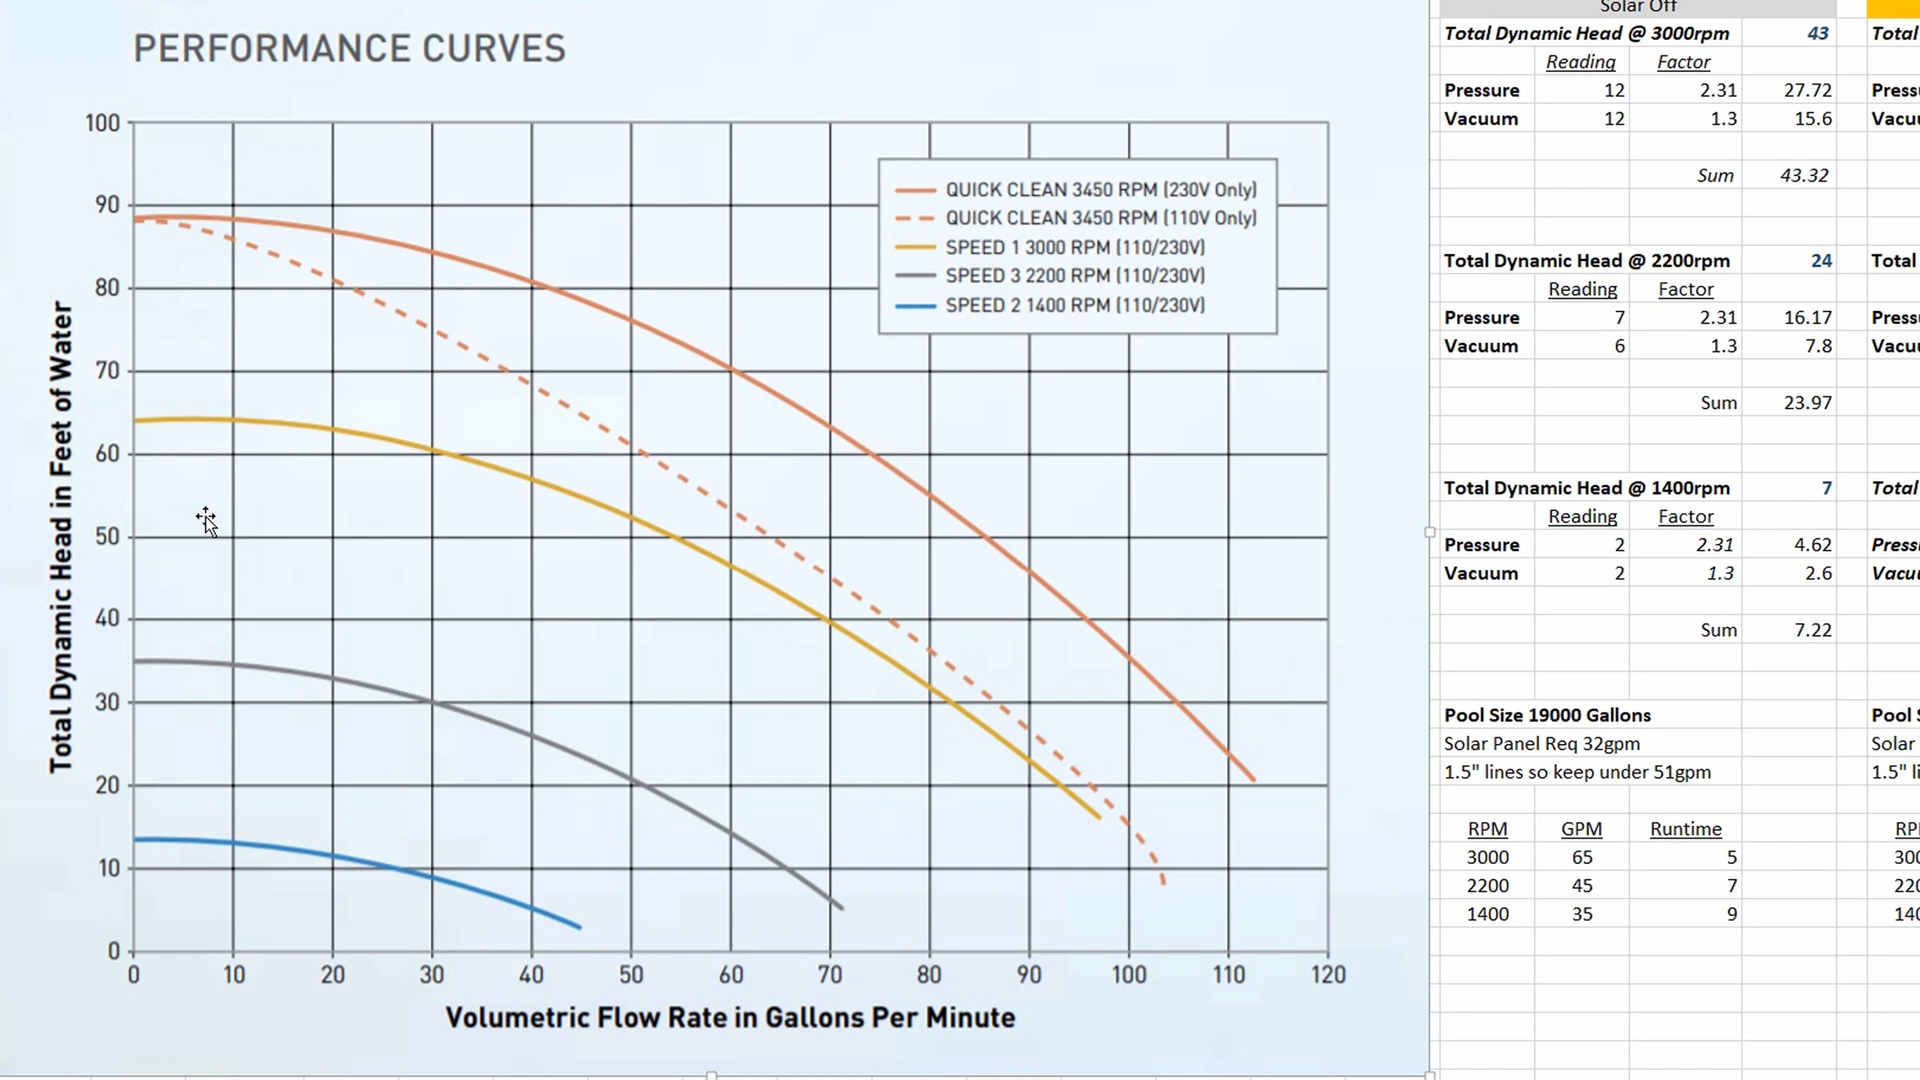 PERFORMANCE CURVES
100
90
80
70
60
50
40
30
20
10
0
Total Dynamic Head in Feet of Water
QUICK CLEAN 3450 RPM (230V Only)
QUICK CLEAN 3450 RPM (110V Only)
SPEED 1 3000 RPM (110/230V)
SPEED 3 2200 RPM (110/230V)
SPEED 2 1400 RPM (110/230V)
0 10 20 30 40 50 60 70 80 90 100 110 120
Volumetric Flow Rate in Gallons Per Minute
Solar Off
Total Dynamic Head @ 3000rpm 43
Reading Factor
Pressure 12 2.31 27.72
Vacuum 12 1.3 15.6
Sum 43.32
Total Dynamic Head @ 2200rpm 24
Reading Factor
Pressure 7 2.31 16.17
Vacuum 6 1.3 7.8
Sum 23.97
Total Dynamic Head @ 1400rpm 7
Reading Factor
Pressure 2 2.31 4.62
Vacuum 2 1.3 2.6
Sum 7.22
Pool Size 19000 Gallons
Solar Panel Req 32gpm
1.5" lines so keep under 51gpm
RPM GPM Runtime
3000 65 5
2200 45 7
1400 35 9
Total
Total
Total
Pool
Solar